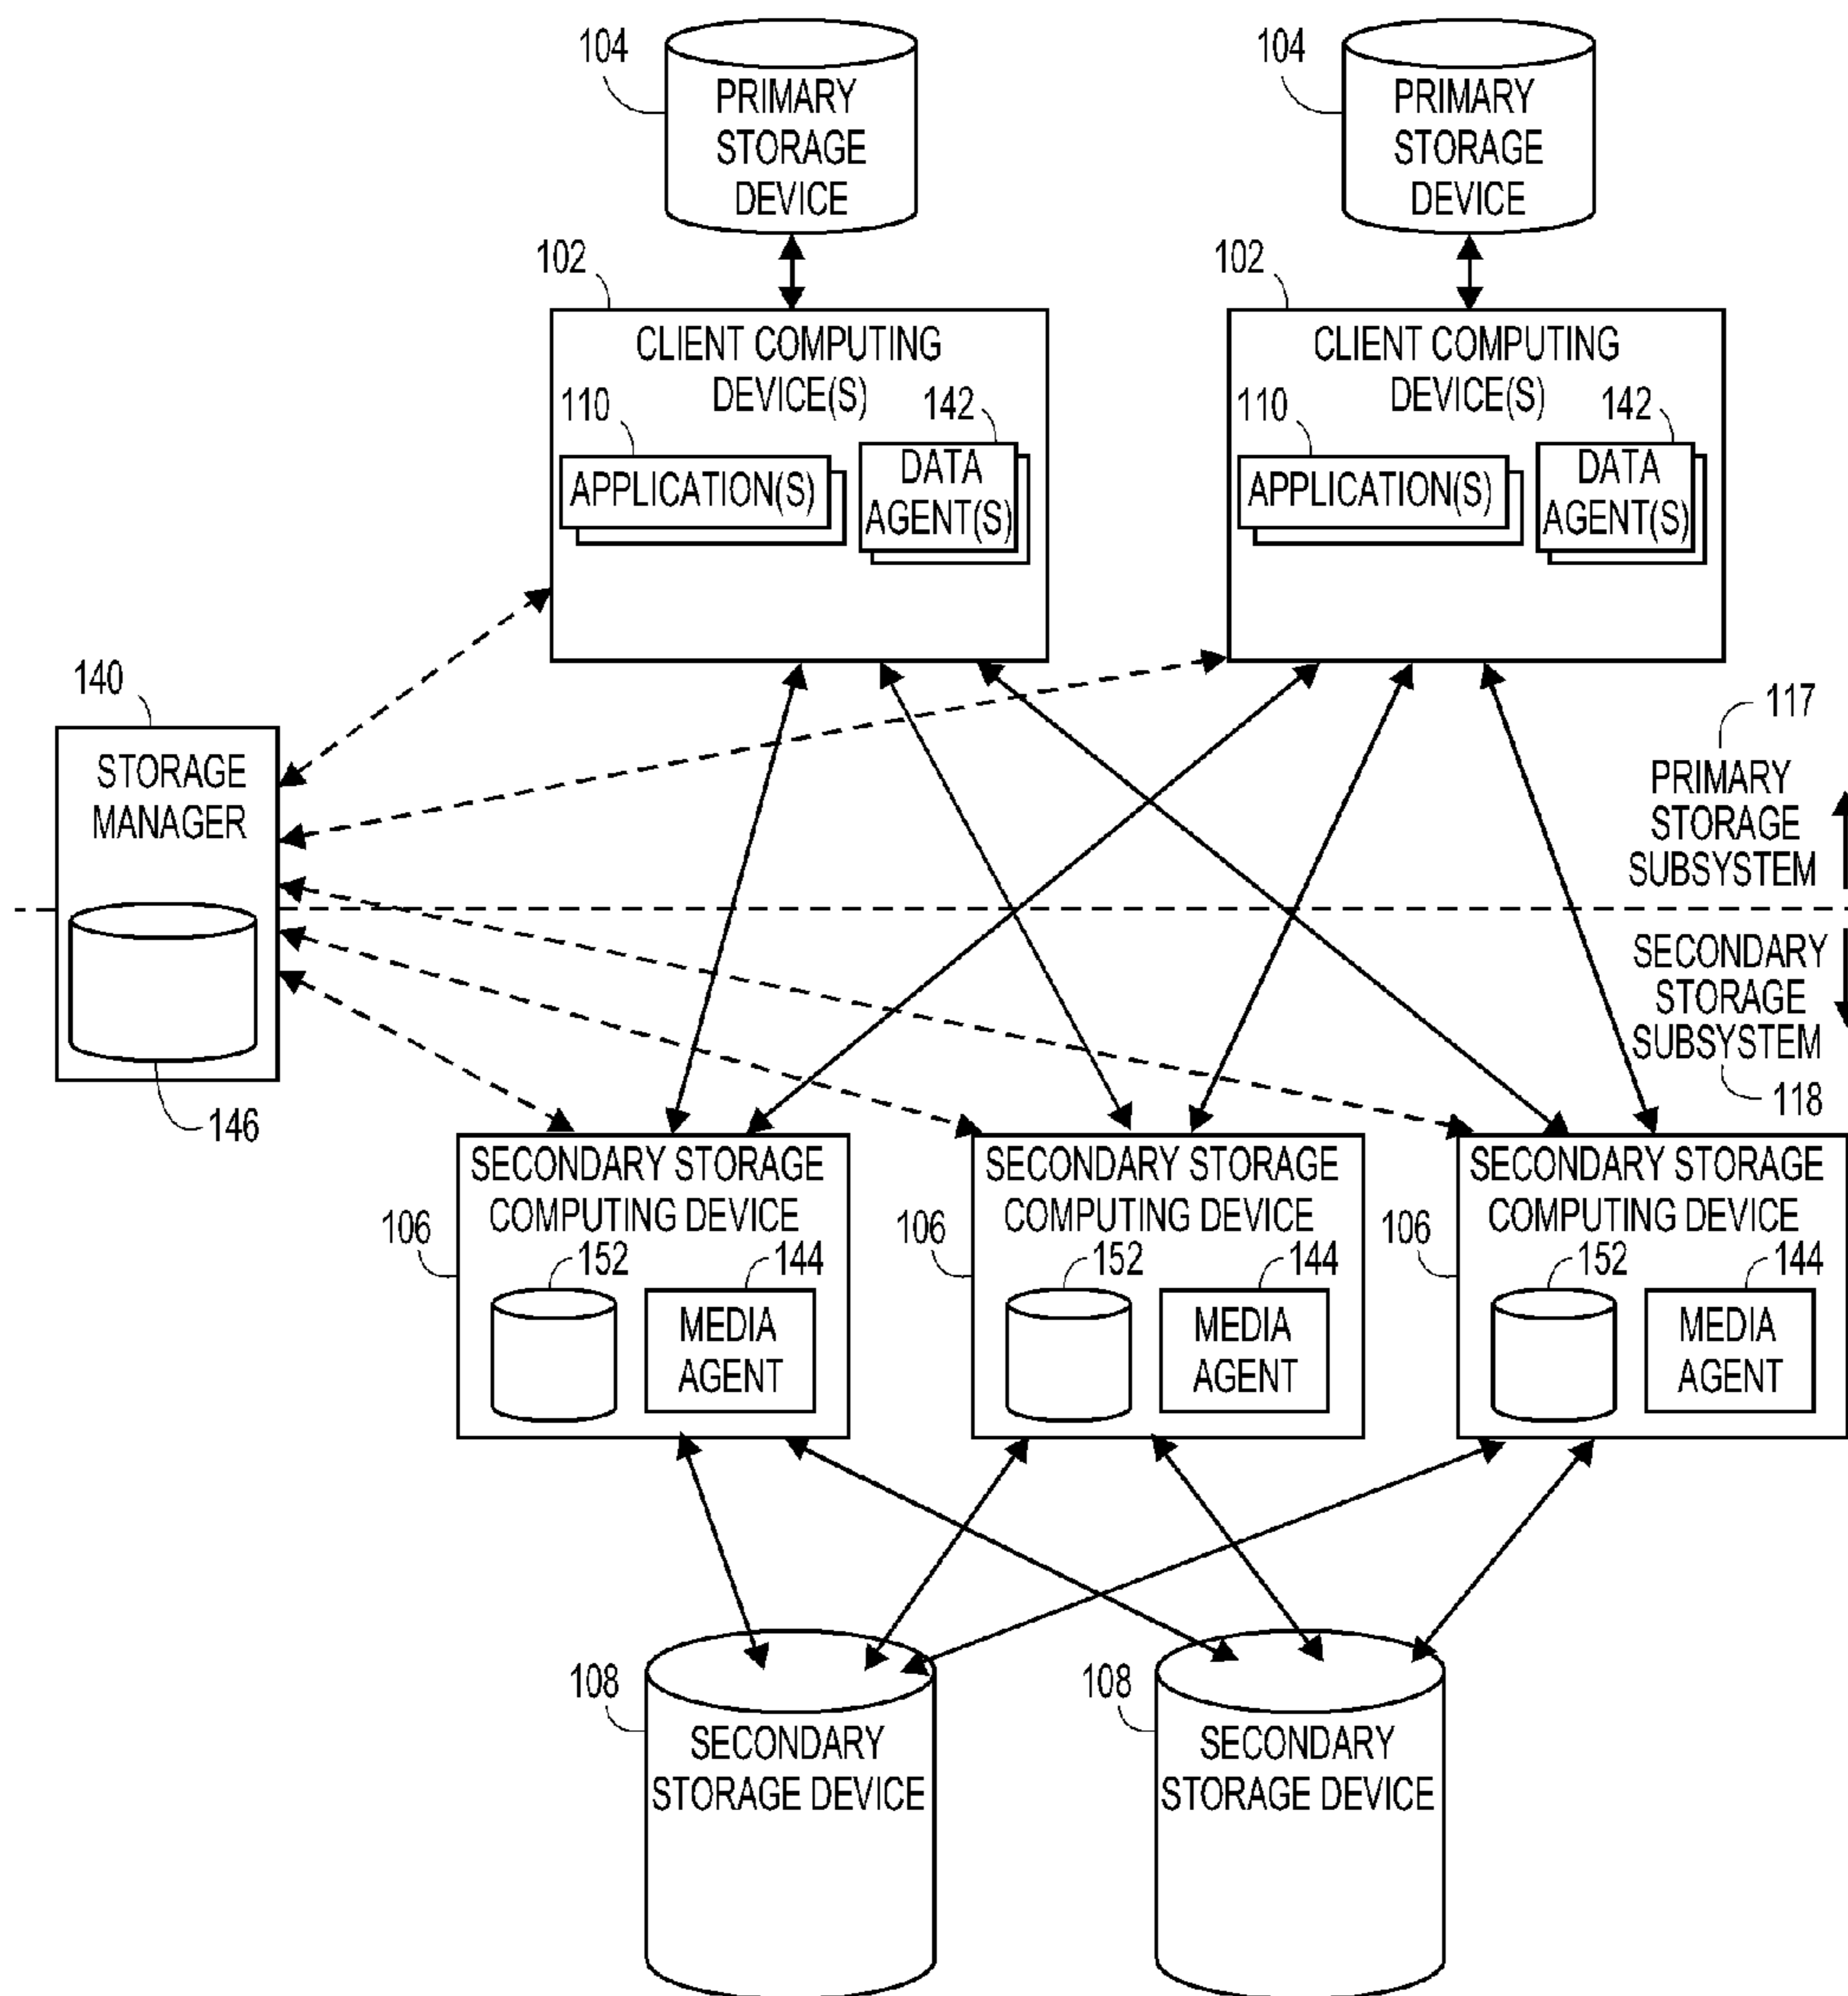 104
PRIMARY
STORAGE
DEVICE
104
PRIMARY
STORAGE
DEVICE
102
CLIENT COMPUTING
DEVICE(S)
110
142
APPLICATION(S)
DATA
AGENT(S)
102
CLIENT COMPUTING
DEVICE(S)
110
142
APPLICATION(S)
DATA
AGENT(S)
140
STORAGE
MANAGER
146
117
PRIMARY
STORAGE
SUBSYSTEM
SECONDARY
STORAGE
SUBSYSTEM
118
SECONDARY STORAGE
COMPUTING DEVICE
106
152
144
MEDIA
AGENT
SECONDARY STORAGE
COMPUTING DEVICE
106
152
144
MEDIA
AGENT
SECONDARY STORAGE
COMPUTING DEVICE
106
152
144
MEDIA
AGENT
108
SECONDARY
STORAGE DEVICE
108
SECONDARY
STORAGE DEVICE